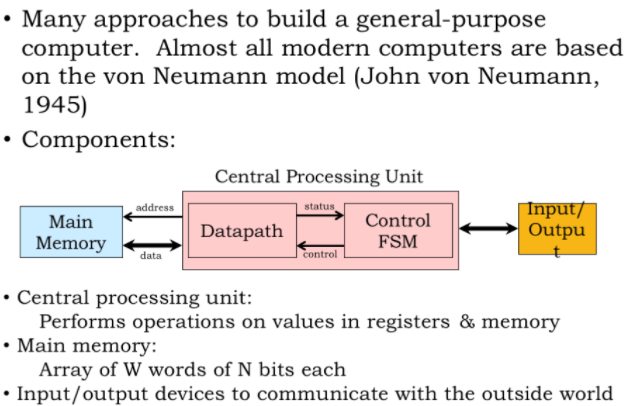 • Many approaches to build a general-purpose
computer. Almost all modern computers are based
on the von Neumann model (John von Neumann,
1945)
• Components:
Central Processing Unit
Main
Memory
address
data
Datapath
status
control
Control
FSM
Input/
Outpu
t
• Central processing unit:
Performs operations on values in registers & memory
• Main memory:
Array of W words of N bits each
• Input/output devices to communicate with the outside world